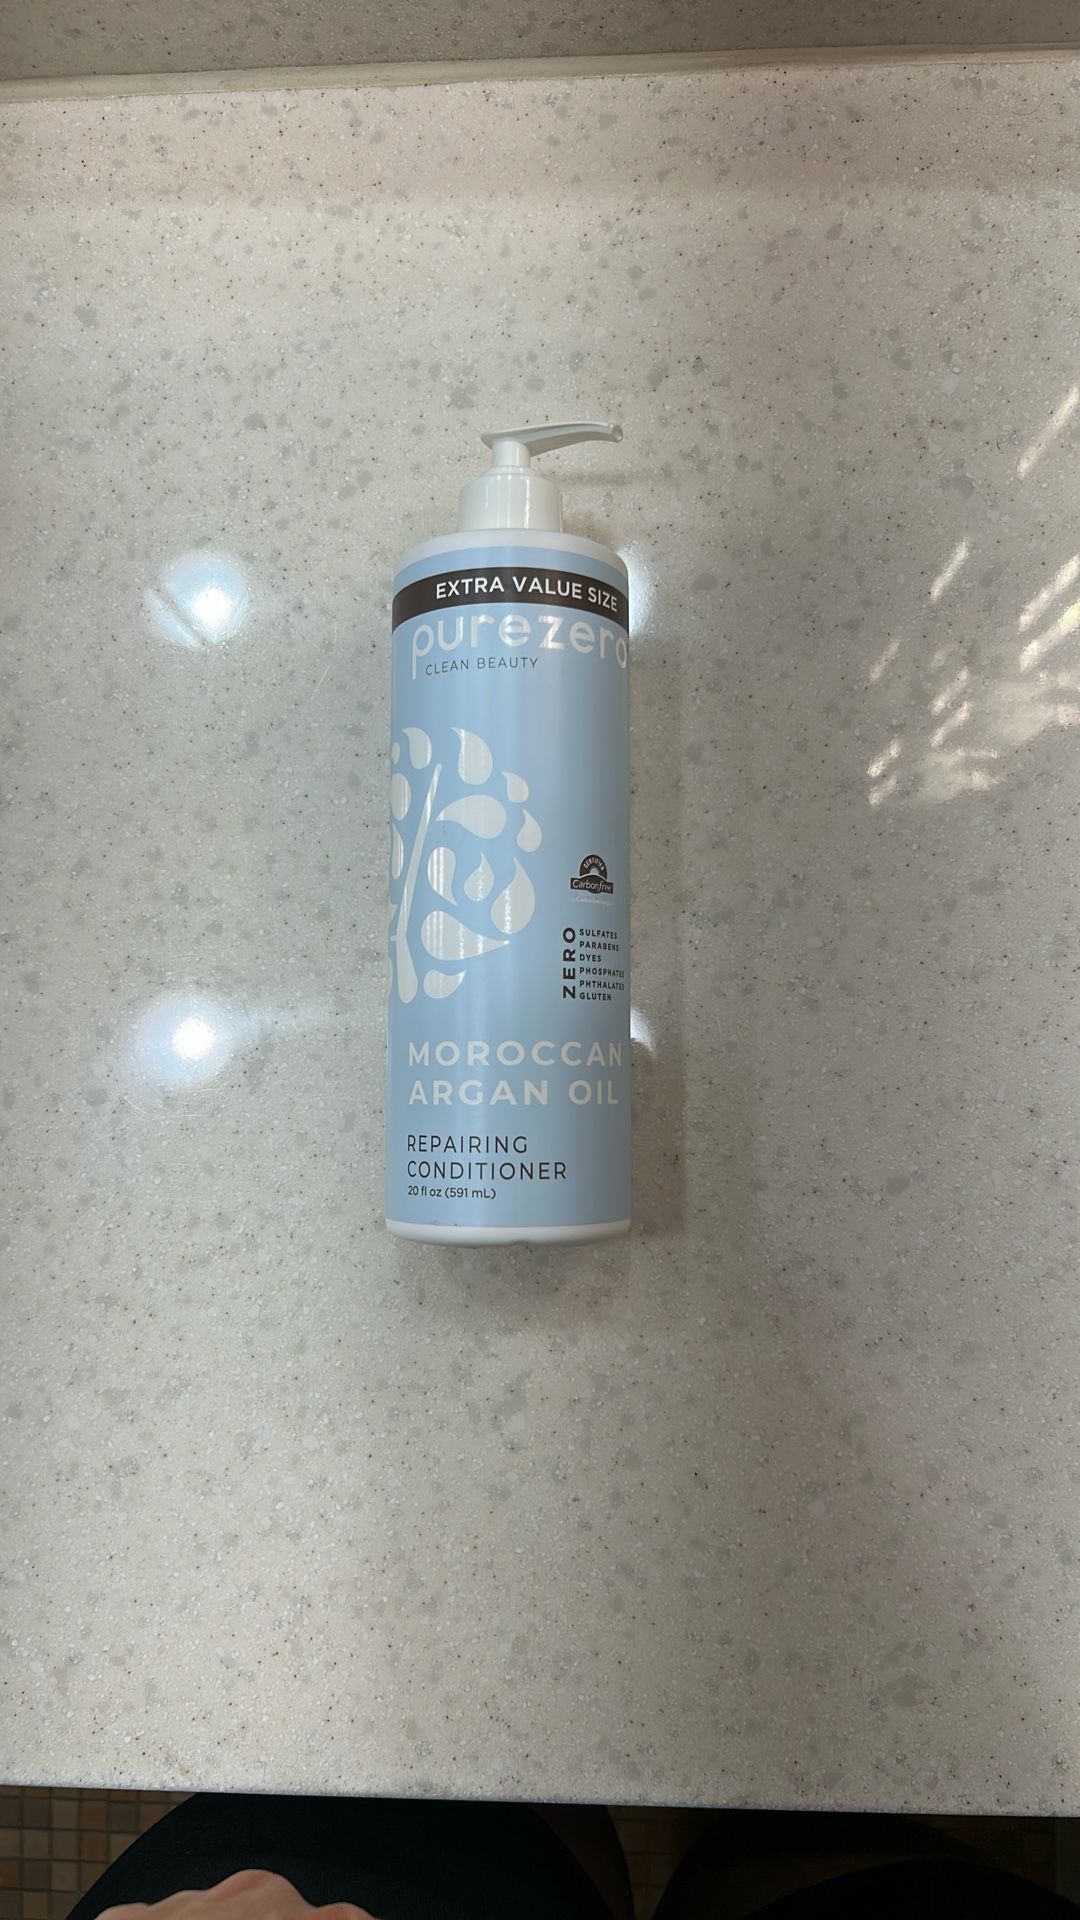 EXTRA VALUE SIZE
purezero
CLEAN BEAUTY
CERTIFIED
Carbonfree
ZERO
SULFATES
PARABENS
DYES
PHOSPHATES
PHTHALATES
GLUTEN
MOROCCAN
ARGAN OIL
REPAIRING
CONDITIONER
20 fl oz (591 mL)